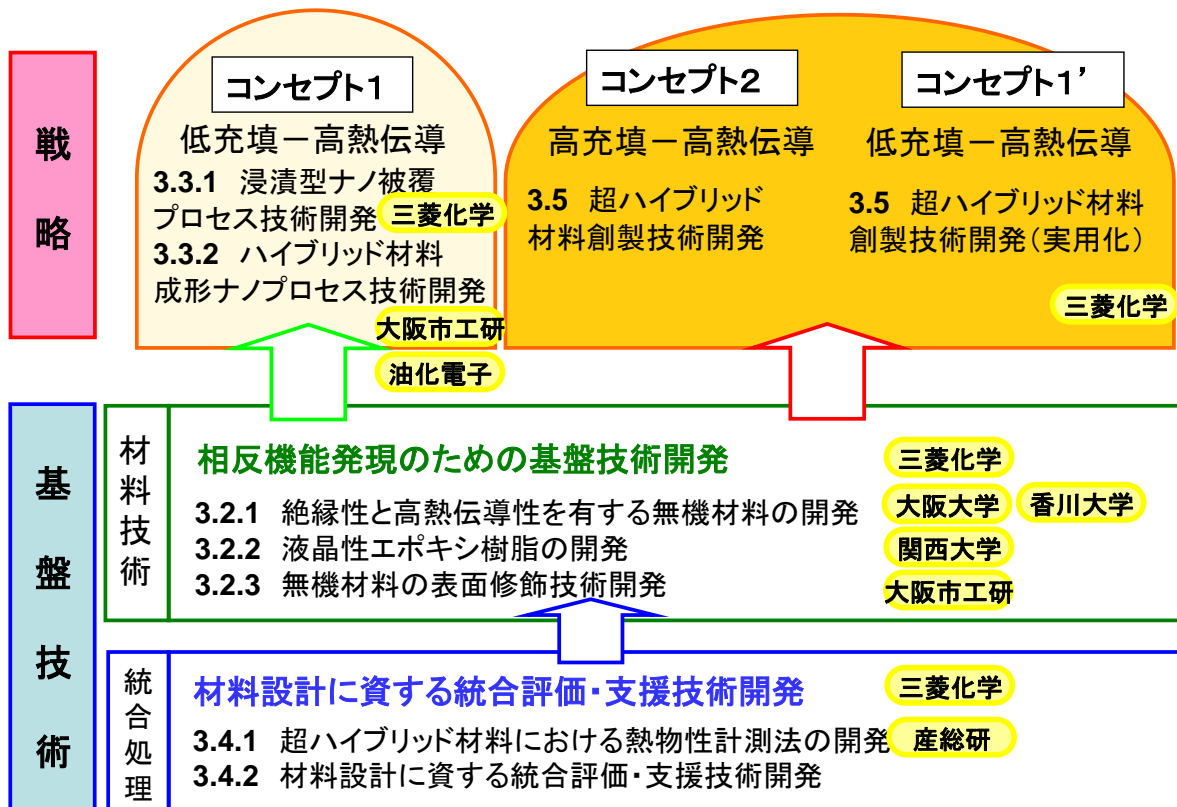 戦略
コンセプト1
低充填－高熱伝導
3.3.1 浸漬型ナノ被覆
プロセス技術開発
三菱化学
3.3.2 ハイブリッド材料
成形ナノプロセス技術開発
大阪市工研
油化電子
コンセプト2
高充填－高熱伝導
3.5 超ハイブリッド
材料創製技術開発
コンセプト1’
低充填－高熱伝導
3.5 超ハイブリッド材料
創製技術開発(実用化)
三菱化学
基盤技術
材料技術
相反機能発現のための基盤技術開発
三菱化学
3.2.1 絶縁性と高熱伝導性を有する無機材料の開発
大阪大学 香川大学
3.2.2 液晶性エポキシ樹脂の開発
関西大学
3.2.3 無機材料の表面修飾技術開発
大阪市工研
統合処理
材料設計に資する統合評価・支援技術開発
三菱化学
3.4.1 超ハイブリッド材料における熱物性計測法の開発
産総研
3.4.2 材料設計に資する統合評価・支援技術開発